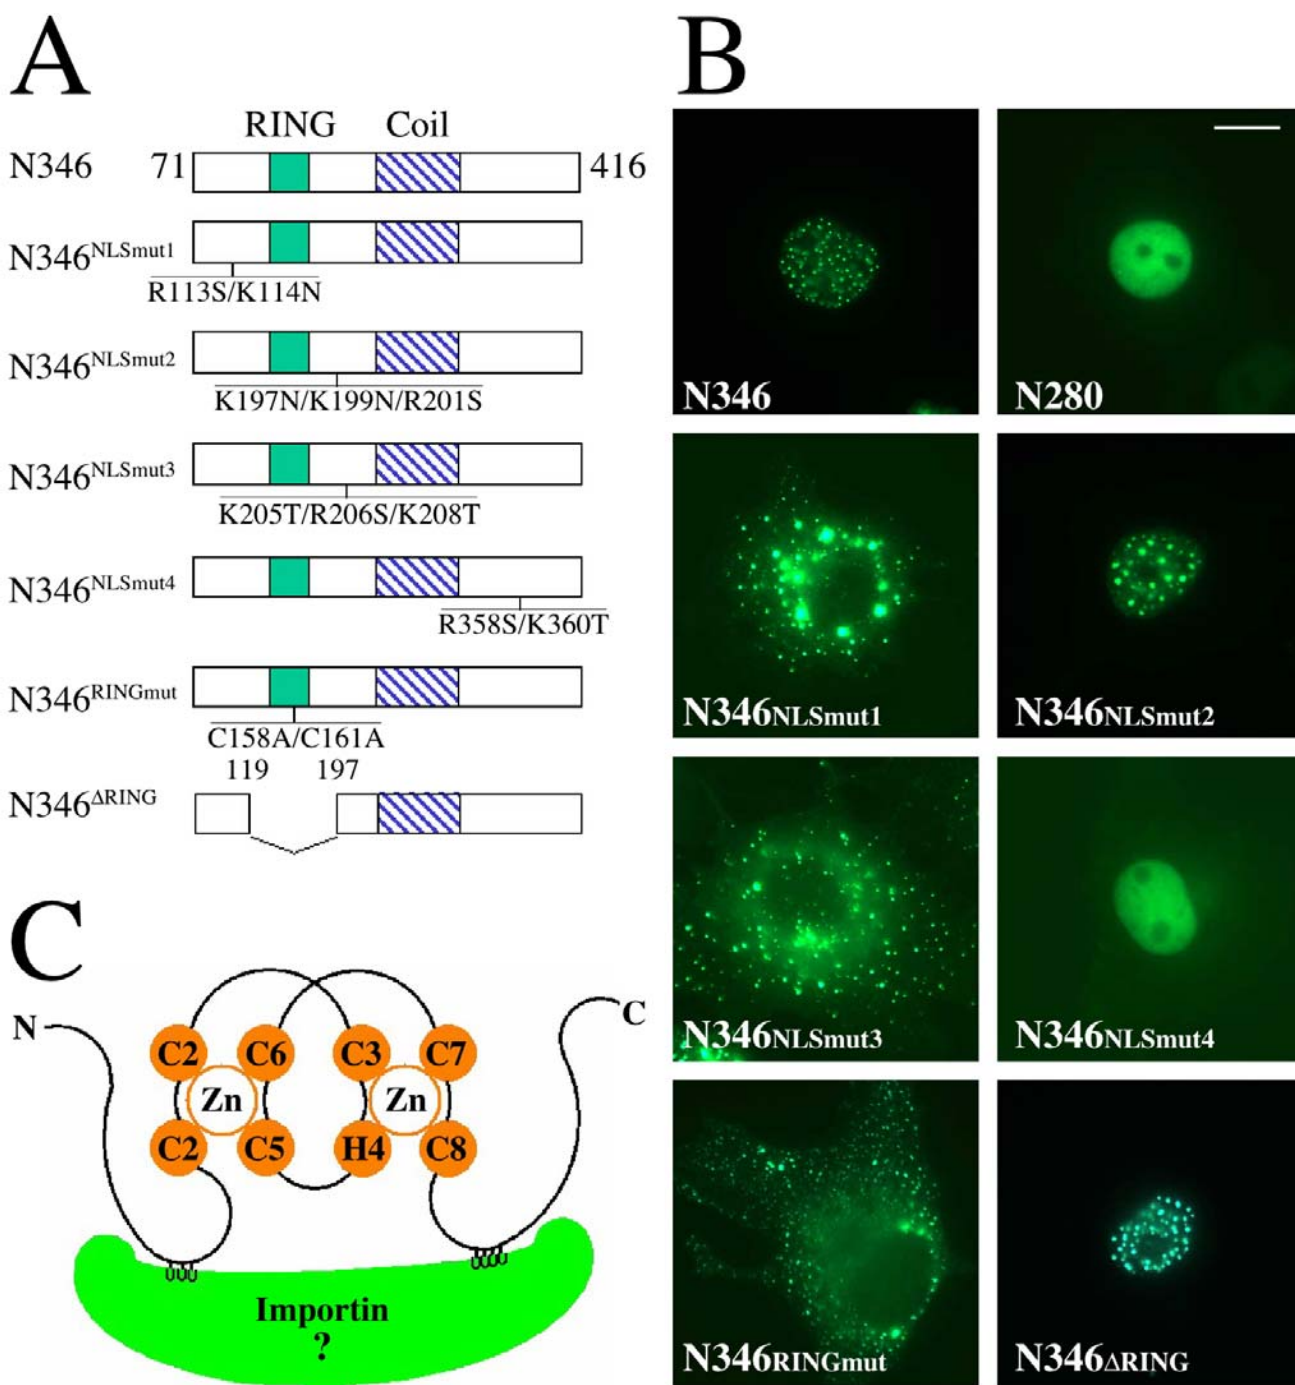 A
RING Coil
N346 71 416
N346NLSmut1
R113S/K114N
N346NLSmut2
K197N/K199N/R201S
N346NLSmut3
K205T/R206S/K208T
N346NLSmut4
R358S/K360T
N346RINGmut
C158A/C161A
119 197
N346ΔRING
B
N346 N280
N346NLSmut1 N346NLSmut2
N346NLSmut3 N346NLSmut4
N346RINGmut N346ΔRING
C
N C
C2 C6 C3 C7
Zn Zn
C2 C5 H4 C8
Importin
?